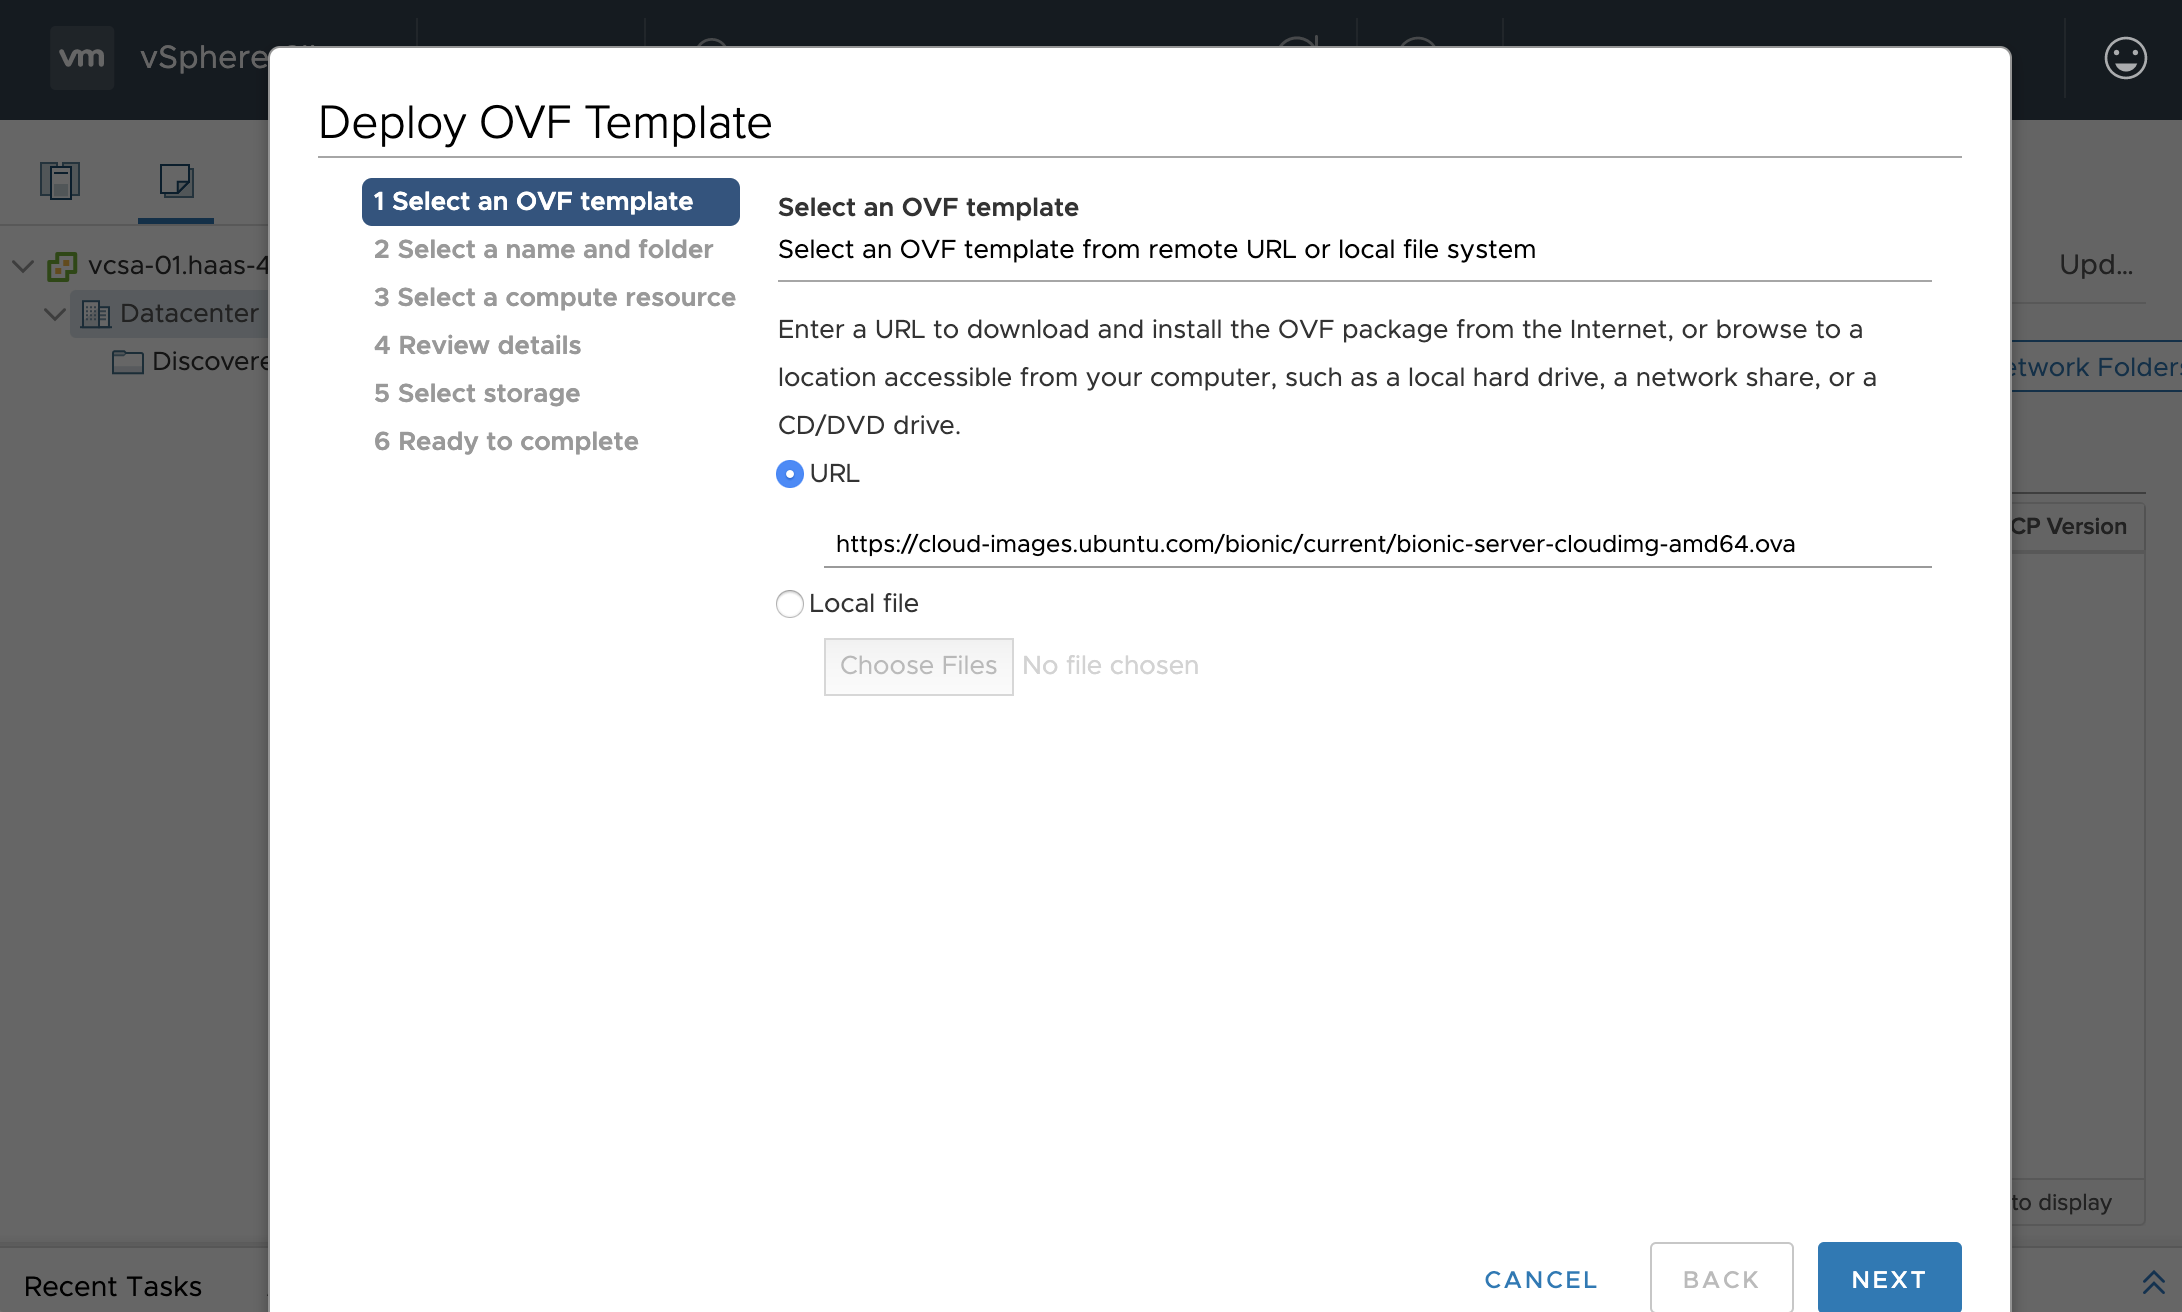 vm
vSphere
Deploy OVF Template
1 Select an OVF template
2 Select a name and folder
3 Select a compute resource
4 Review details
5 Select storage
6 Ready to complete
Select an OVF template
Select an OVF template from remote URL or local file system
Enter a URL to download and install the OVF package from the Internet, or browse to a
location accessible from your computer, such as a local hard drive, a network share, or a
CD/DVD drive.
URL
https://cloud-images.ubuntu.com/bionic/current/bionic-server-cloudimg-amd64.ova
Local file
Choose Files No file chosen
CANCEL
BACK
NEXT
vcsa-01.haas-4
Datacenter
Discovere
Upd...
etwork Folders
CP Version
to display
Recent Tasks